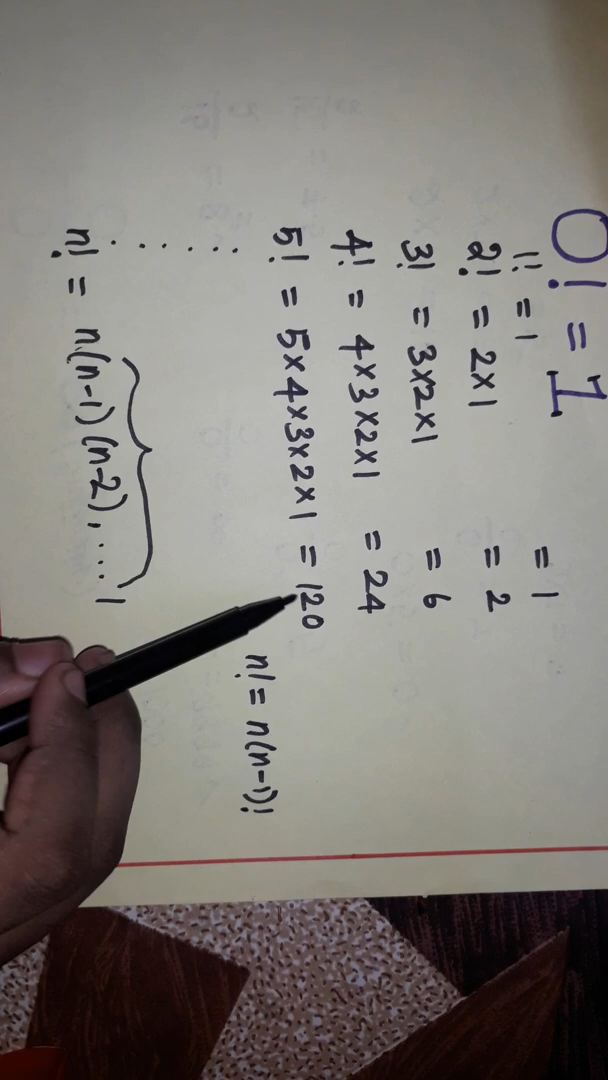 0! = 1
1! = 1 = 1
2! = 2×1 = 2
3! = 3×2×1 = 6
4! = 4×3×2×1 = 24
5! = 5×4×3×2×1 = 120
n! = n(n-1)!
n! = n(n-1)(n-2),....1